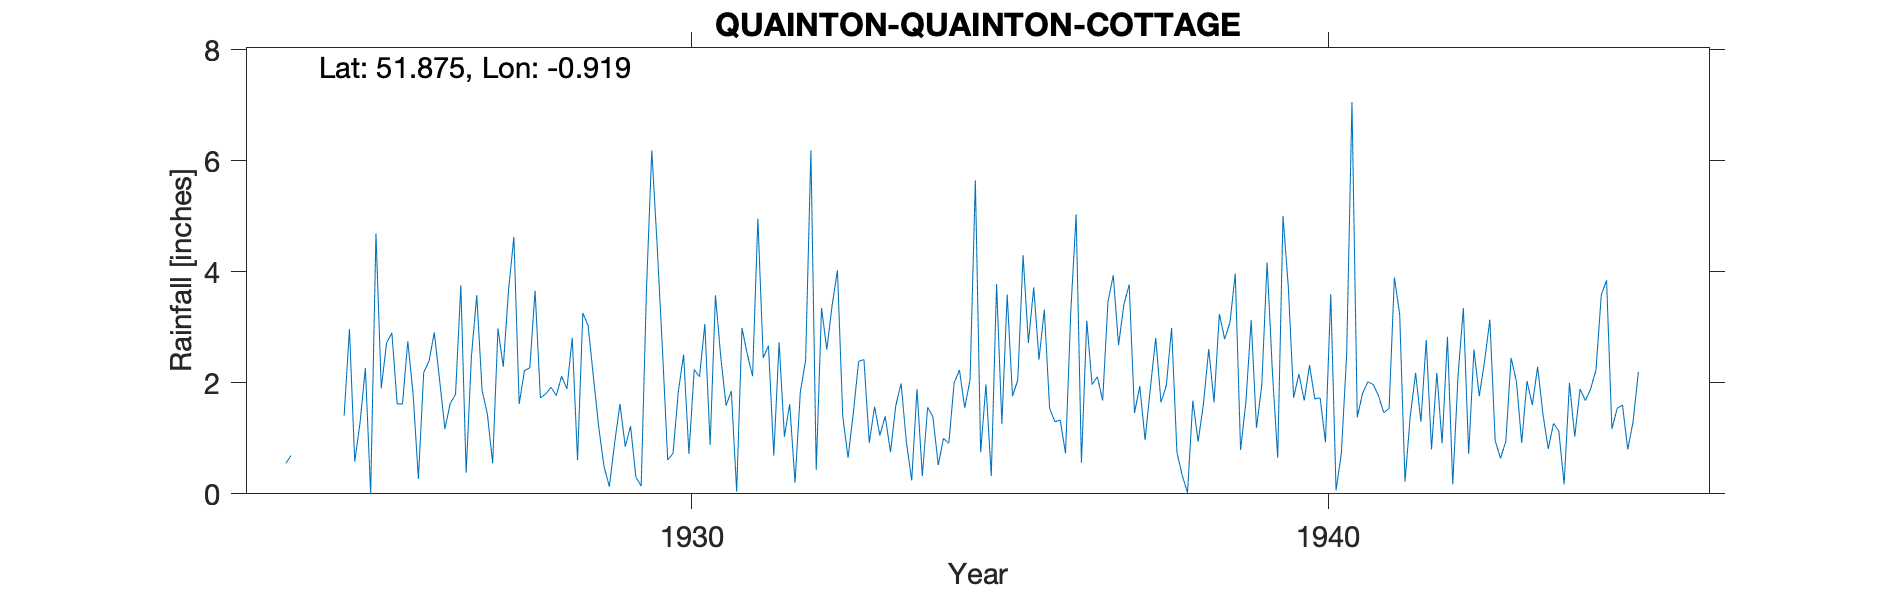 QUAINTON-QUAINTON-COTTAGE
Lat: 51.875, Lon: -0.919
Rainfall [inches]
8
6
4
2
0
1930 1940
Year